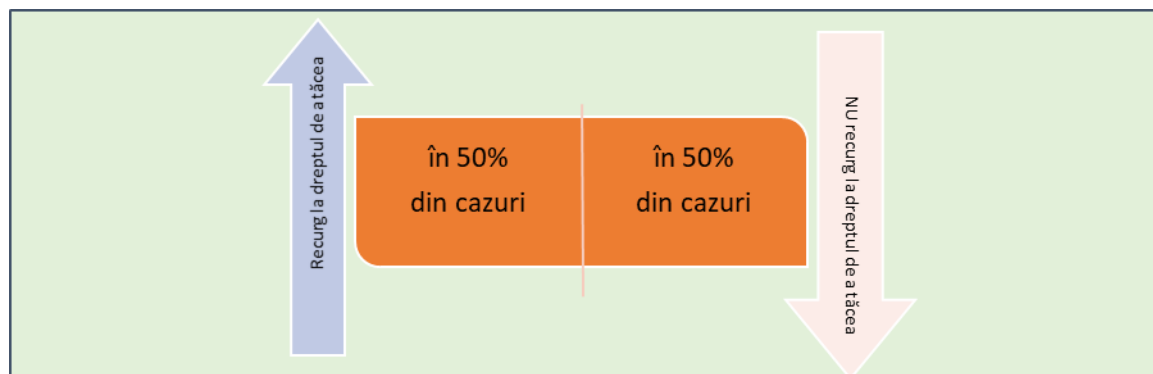 Recurg la dreptul de a tăcea
în 50%
din cazuri
în 50%
din cazuri
NU recurg la dreptul de a tăcea